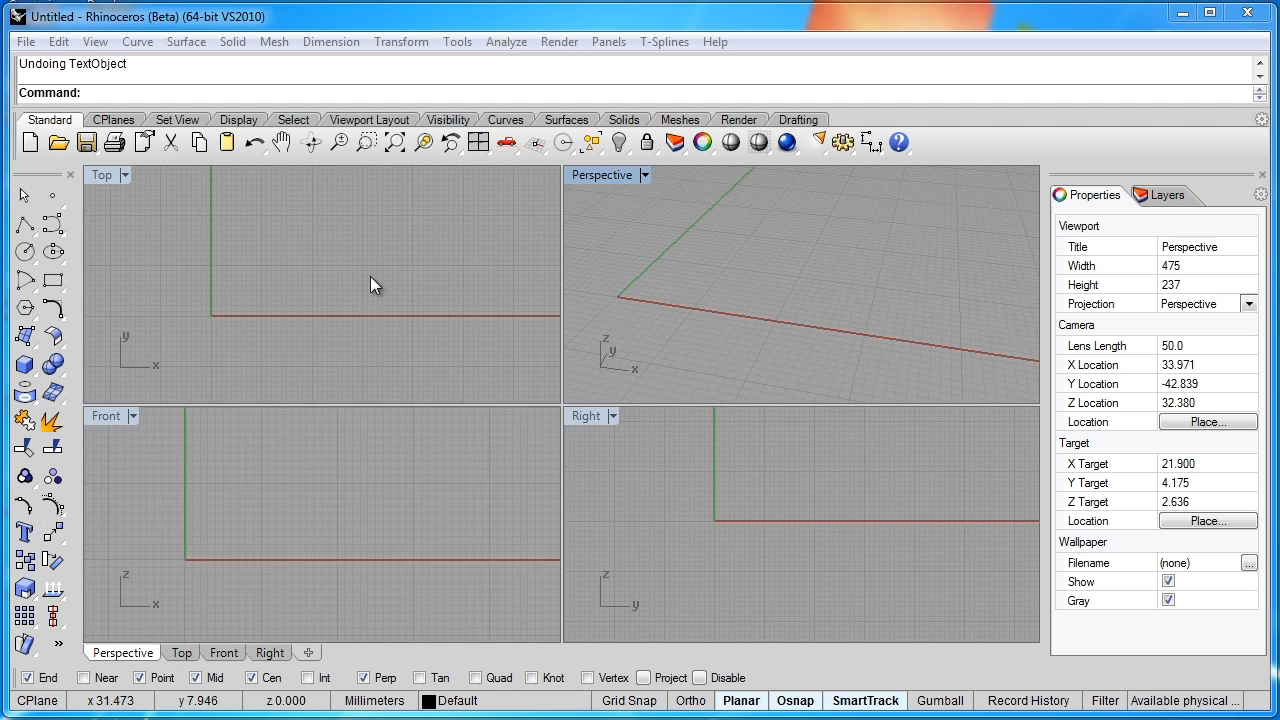 Untitled - Rhinoceros (Beta) (64-bit VS2010)
File Edit View Curve Surface Solid Mesh Dimension Transform Tools Analyze Render Panels T-Splines Help
Undoing TextObject
Command:
Standard CPlanes Set View Display Select Viewport Layout Visibility Curves Surfaces Solids Meshes Render Drafting
Top
y
x
Perspective
z
y
x
Front
z
x
Right
z
y
Properties Layers
Viewport
Title Perspective
Width 475
Height 237
Projection Perspective
Camera
Lens Length 50.0
X Location 33.971
Y Location -42.839
Z Location 32.380
Location Place...
Target
X Target 21.900
Y Target 4.175
Z Target 2.636
Location Place...
Wallpaper
Filename (none) ...
Show
Gray
Perspective Top Front Right
End Near Point Mid Cen Int Perp Tan Quad Knot Vertex Project Disable
CPlane x 31.473 y 7.946 z 0.000 Millimeters Default Grid Snap Ortho Planar Osnap SmartTrack Gumball Record History Filter Available physical ...